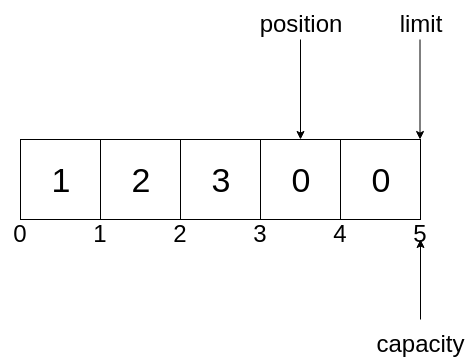 position limit
1 2 3 0 0
0 1 2 3 4 5
capacity